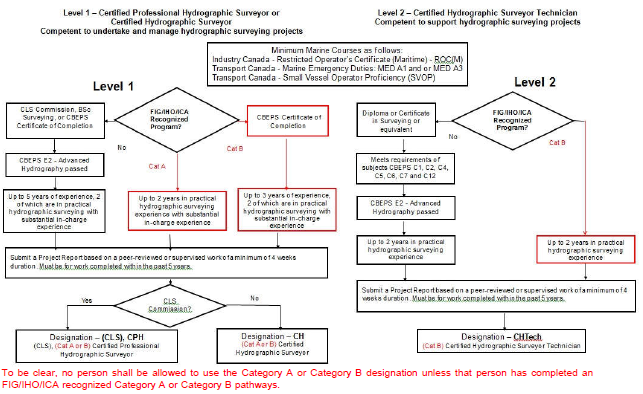 Level 1 – Certified Professional Hydrographic Surveyor or
Certified Hydrographic Surveyor
Competent to undertake and manage hydrographic surveying projects
Level 2 – Certified Hydrographic Surveyor Technician
Competent to support hydrographic surveying projects
Minimum Marine Courses as follows:
Industry Canada - Restricted Operator's Certificate (Maritime) - ROC(M)
Transport Canada - Marine Emergency Duties: MED A1 and or MED A3
Transport Canada - Small Vessel Operator Proficiency (SVOP)
Level 1
CLS Commission, BSc.
Surveying, or CBEPS
Certificate of Completion
FIG/IHO/ICA
Recognized
Program?
CBEPS Certificate of
Completion
No
Cat B
Cat A
CBEPS E2 - Advanced
Hydrography passed
Up to 5 years of experience, 2
of which are in practical
hydrographic surveying with
substantial in-charge
experience
Up to 2 years in practical
hydrographic surveying
experience with substantial
in-charge experience
Up to 3 years of experience,
2 of which are in practical
hydrographic surveying with
substantial in-charge
experience
Submit a Project Report based on a peer-reviewed or supervised work of a minimum of 4 weeks
duration. Must be for work completed within the past 5 years.
Yes
CLS
Commission?
No
Designation – (CLS), CPH
(CLS), (Cat A or B) Certified Professional
Hydrographic Surveyor
Designation - CH
(Cat A or B) Certified
Hydrographic Surveyor
Level 2
Diploma or Certificate
in Surveying or
equivalent
FIG/IHO/ICA
Recognized
Program?
No
Cat B
Meets requirements of
subjects CBEPS C1, C2, C4,
C5, C6, C7 and C12
CBEPS E2 - Advanced
Hydrography passed
Up to 2 years in practical
hydrographic surveying
experience
Up to 2 years in practical
hydrographic surveying
experience
Submit a Project Report based on a peer-reviewed or supervised work of a minimum of 4
weeks duration. Must be for work completed within the past 5 years.
Designation – CHTech
(Cat B) Certified Hydrographic Surveyor Technician
To be clear, no person shall be allowed to use the Category A or Category B designation unless that person has completed an
FIG/IHO/ICA recognized Category A or Category B pathways.